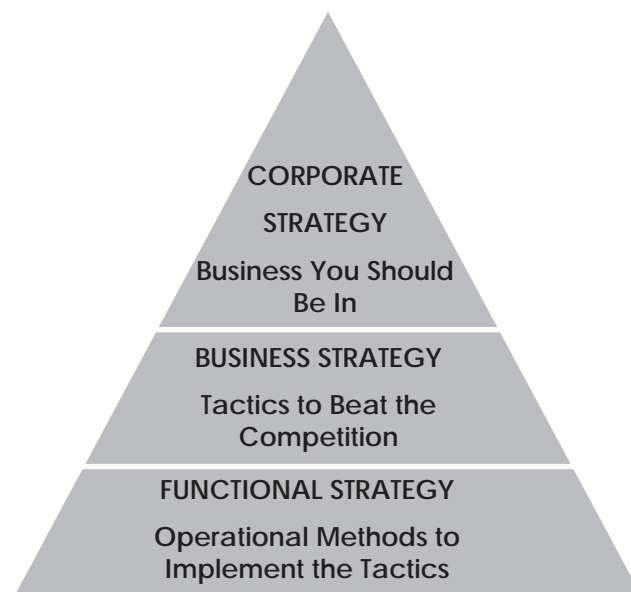 CORPORATE
STRATEGY
Business You Should
Be In
BUSINESS STRATEGY
Tactics to Beat the
Competition
FUNCTIONAL STRATEGY
Operational Methods to
Implement the Tactics